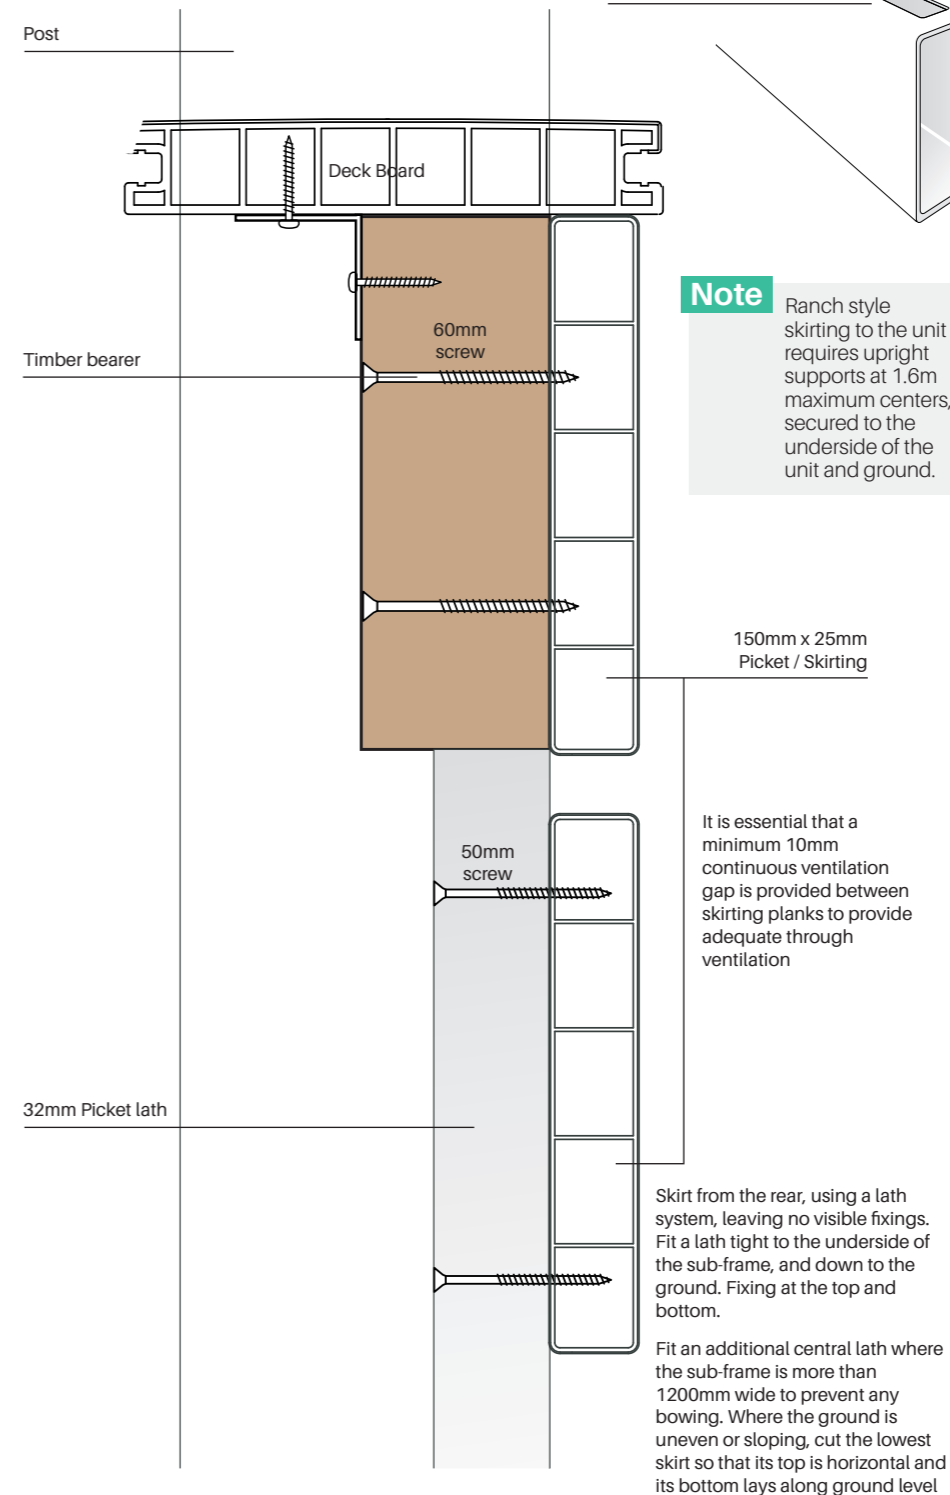 Post
Deck Board
60mm
screw
Timber bearer
Note
Ranch style
skirting to the unit
requires upright
supports at 1.6m
maximum centers,
secured to the
underside of the
unit and ground.
150mm x 25mm
Picket / Skirting
It is essential that a
minimum 10mm
continuous ventilation
gap is provided between
skirting planks to provide
adequate through
ventilation
50mm
screw
32mm Picket lath
Skirt from the rear, using a lath
system, leaving no visible fixings.
Fit a lath tight to the underside of
the sub-frame, and down to the
ground. Fixing at the top and
bottom.
Fit an additional central lath where
the sub-frame is more than
1200mm wide to prevent any
bowing. Where the ground is
uneven or sloping, cut the lowest
skirt so that its top is horizontal and
its bottom lays along ground level